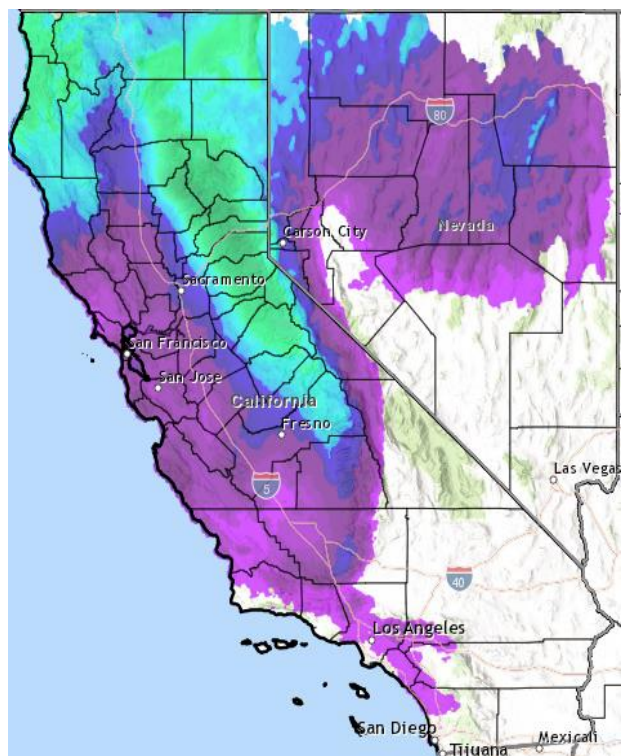 80
Nevada
Carson City
Sacramento
San Francisco
San Jose
California
Fresno
5
Las Vegas
40
Los Angeles
San Diego
Tijuana
Mexicali